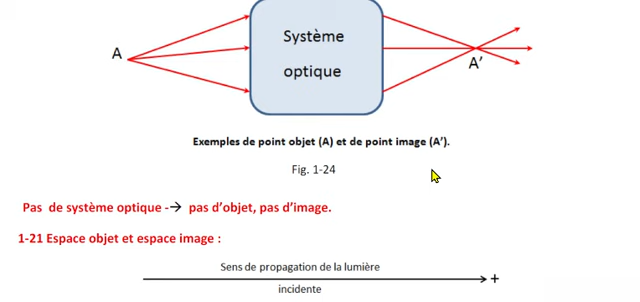 Système
optique
A
A’
Exemples de point objet (A) et de point image (A’).
Fig. 1-24
Pas de système optique -→ pas d’objet, pas d’image.
1-21 Espace objet et espace image :
Sens de propagation de la lumière
+
incidente